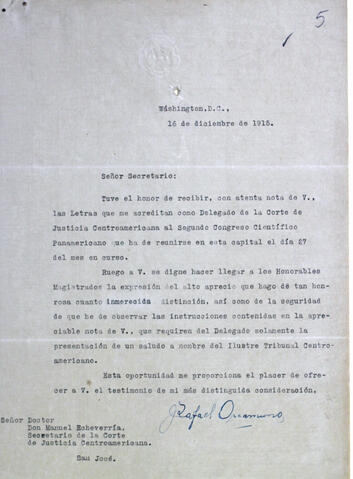 5
Wáshington,D.C.,
16 de diciembre de 1915.
Señor Secretario:
Tuve el honor de recibir, con atenta nota de V.,
las Letras que me acreditan como Delegado de la Corte de
Justicia Centroamericana al Segundo Congreso Científico
Panamericano que ha de reunirse en esta capital el día 27
del mes en curso.
Ruego a V. se digne hacer llegar a los Honorables
Magistrados la expresión del alto aprecio que hago de tan hon-
rosa cuanto inmerecida distinción, así como de la seguridad
de que he de observar las instrucciones contenidas en la apre-
ciable nota de V., que requiren del Delegado solamente la
presentación de un saludo a nombre del Ilustre Tribunal Centro-
americano.
Esta oportunidad me proporciona el placer de ofre-
cer a V. el testimonio de mi más distinguida consideración.
Rafael
Señor Doctor
Don Manuel Echeverría,
Secretario de la Corte
de Justicia Centroamericana.
San José.